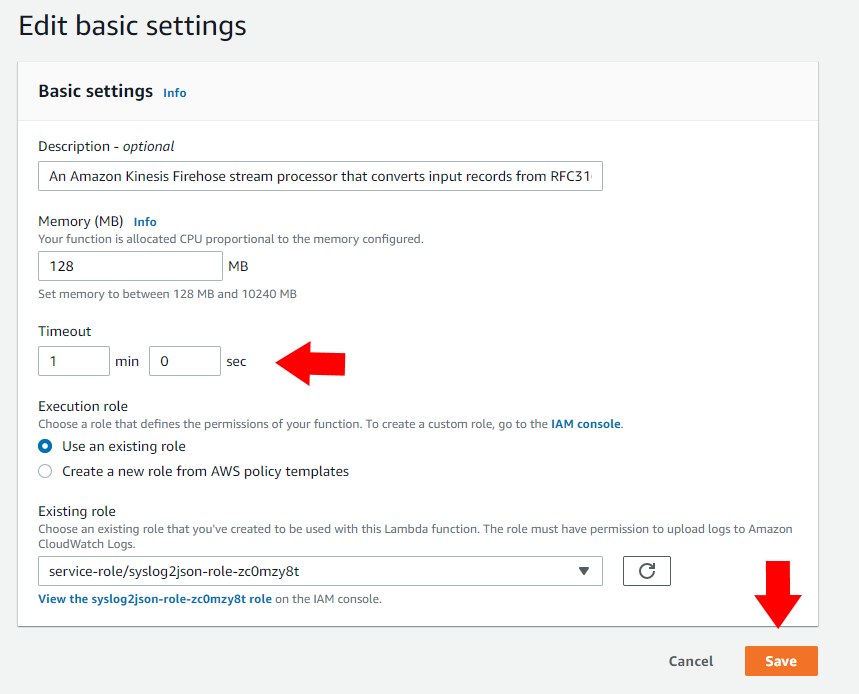 Edit basic settings
Basic settings Info
Description - optional
An Amazon Kinesis Firehose stream processor that converts input records from RFC31
Memory (MB) Info
Your function is allocated CPU proportional to the memory configured.
128 MB
Set memory to between 128 MB and 10240 MB
Timeout
1 min 0 sec
Execution role
Choose a role that defines the permissions of your function. To create a custom role, go to the IAM console.
Use an existing role
Create a new role from AWS policy templates
Existing role
Choose an existing role that you've created to be used with this Lambda function. The role must have permission to upload logs to Amazon
CloudWatch Logs.
service-role/syslog2json-role-zc0mzy8t
View the syslog2json-role-zc0mzy8t role on the IAM console.
Cancel Save